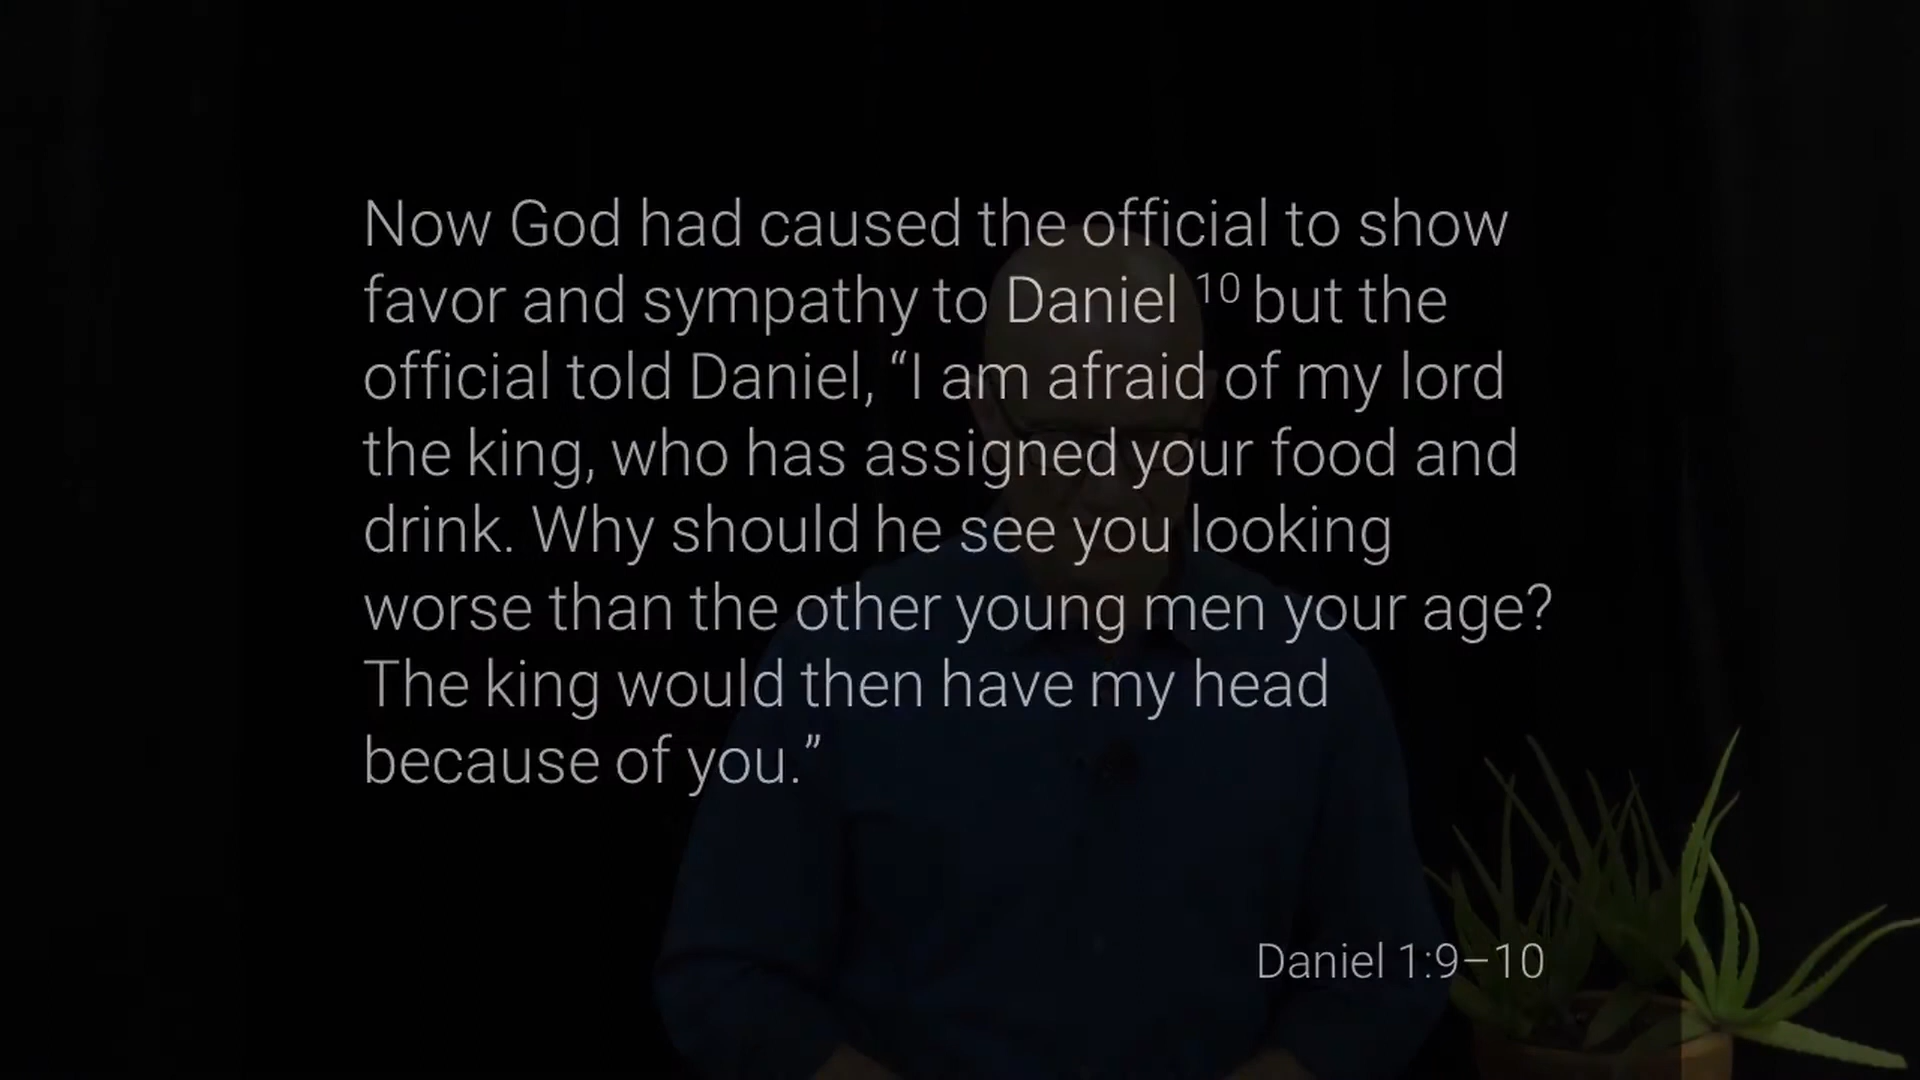 Now God had caused the official to show
favor and sympathy to Daniel 10 but the
official told Daniel, “I am afraid of my lord
the king, who has assigned your food and
drink. Why should he see you looking
worse than the other young men your age?
The king would then have my head
because of you.”
Daniel 1:9–10